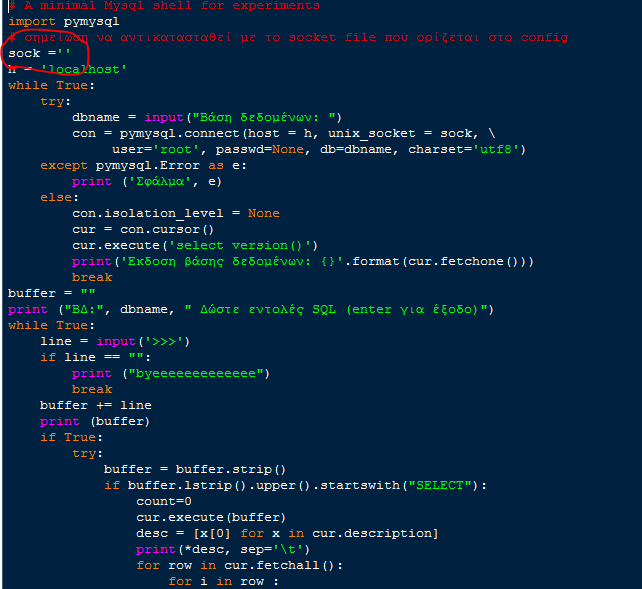 # A minimal Mysql shell for experiments
import pymysql
# σημείωση να αντικατασταθεί με το socket file που ορίζεται στο config
sock =''
h = 'localhost'
while True:
    try:
        dbname = input("Βάση δεδομένων: ")
        con = pymysql.connect(host = h, unix_socket = sock, \
             user='root', passwd=None, db=dbname, charset='utf8')
    except pymysql.Error as e:
        print ('Σφάλμα', e)
    else:
        con.isolation_level = None
        cur = con.cursor()
        cur.execute('select version()')
        print('Έκδοση βάσης δεδομένων: {}'.format(cur.fetchone()))
        break
buffer = ""
print ("ΒΔ:", dbname, " Δώστε εντολές SQL (enter για έξοδο)")
while True:
    line = input('>>>')
    if line == "":
        print ("byeeeeeeeeeeeee")
        break
    buffer += line
    print (buffer)
    if True:
        try:
            buffer = buffer.strip()
            if buffer.lstrip().upper().startswith("SELECT"):
                count=0
                cur.execute(buffer)
                desc = [x[0] for x in cur.description]
                print(*desc, sep='\t')
                for row in cur.fetchall():
                    for i in row :